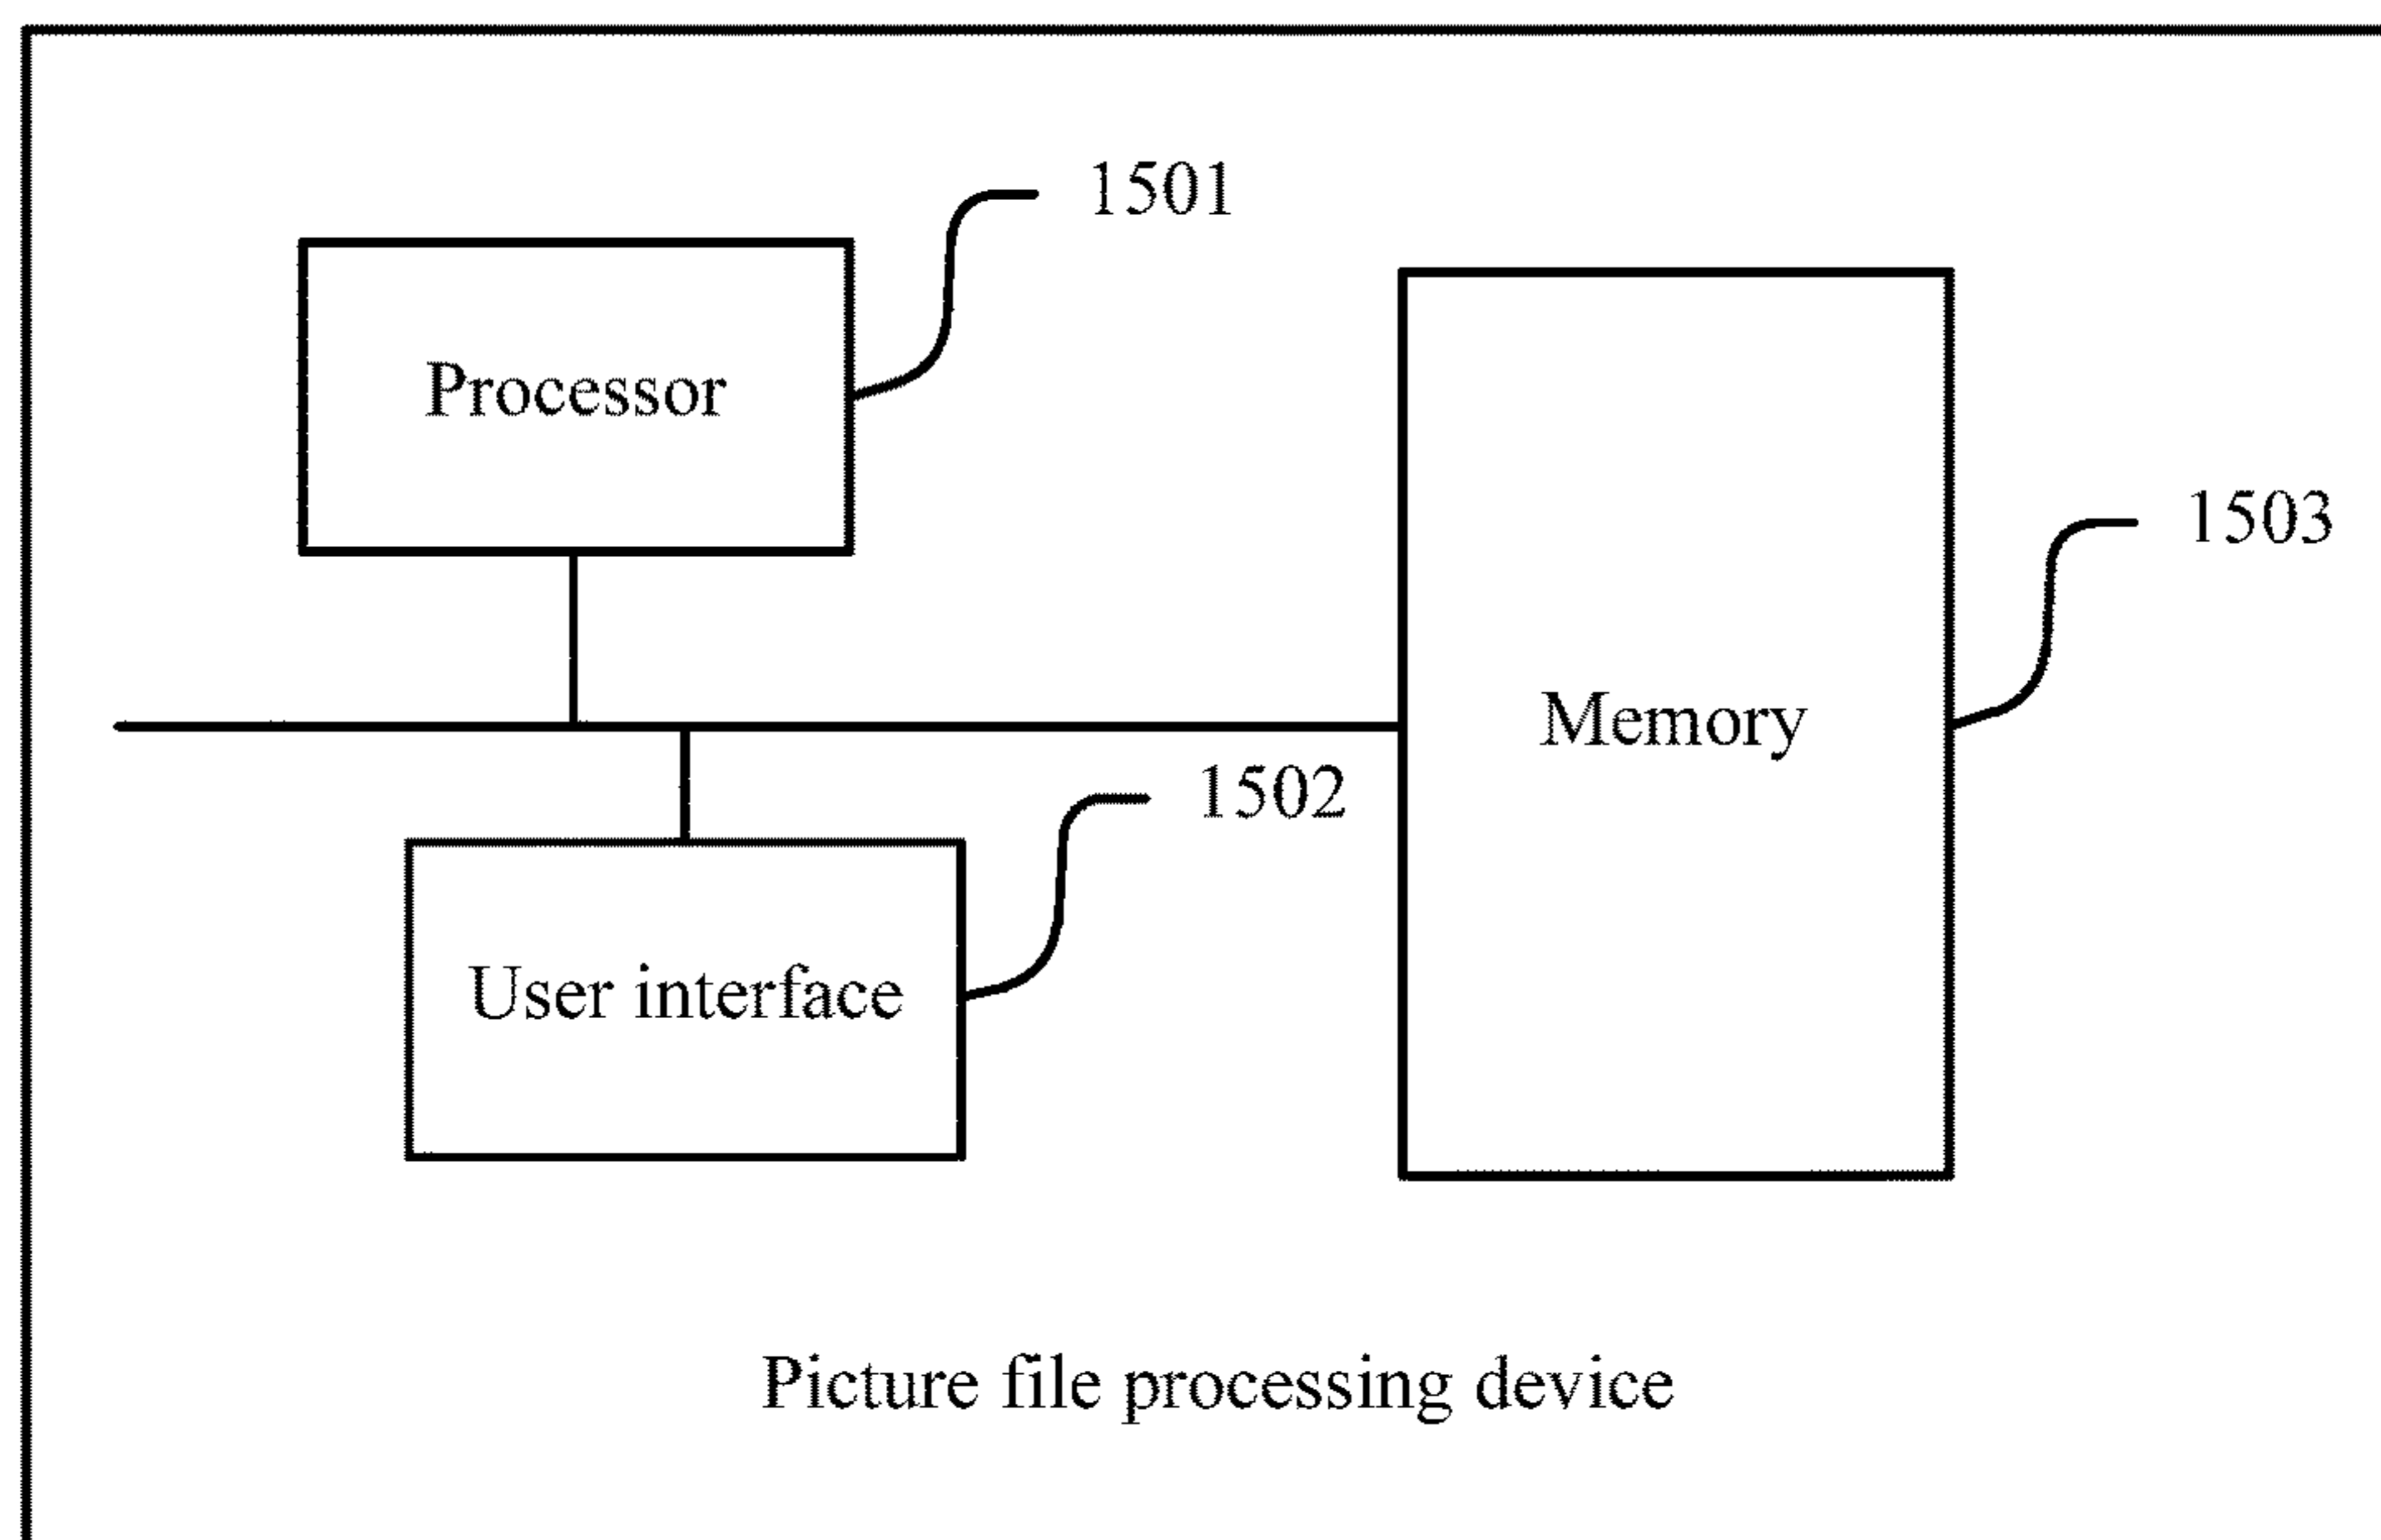 1501
Processor
1503
Memory
1502
User interface
Picture file processing device